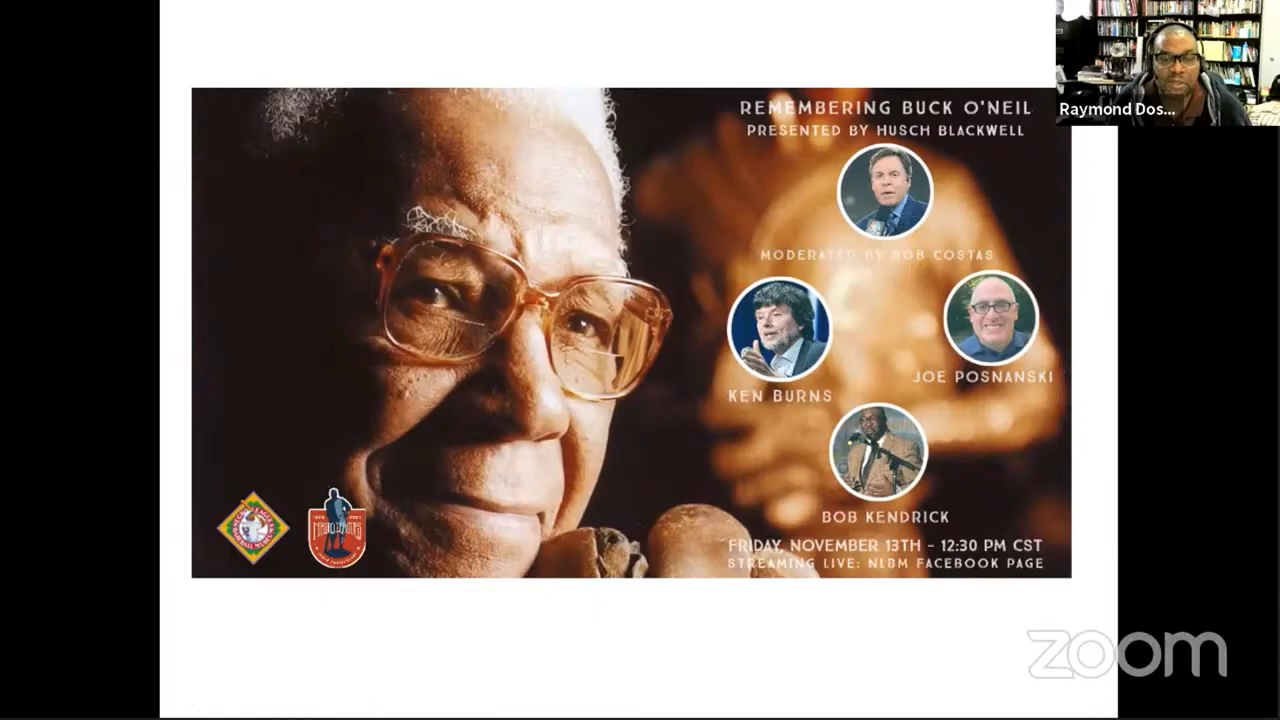 REMEMBERING BUCK O'NEIL
PRESENTED BY HUSCH BLACKWELL
MODERATED BY BOB COSTAS
KEN BURNS
JOE POSNANSKI
BOB KENDRICK
FRIDAY, NOVEMBER 13TH - 12:30 PM CST
STREAMING LIVE: NLBM FACEBOOK PAGE
Raymond Dos...
zoom